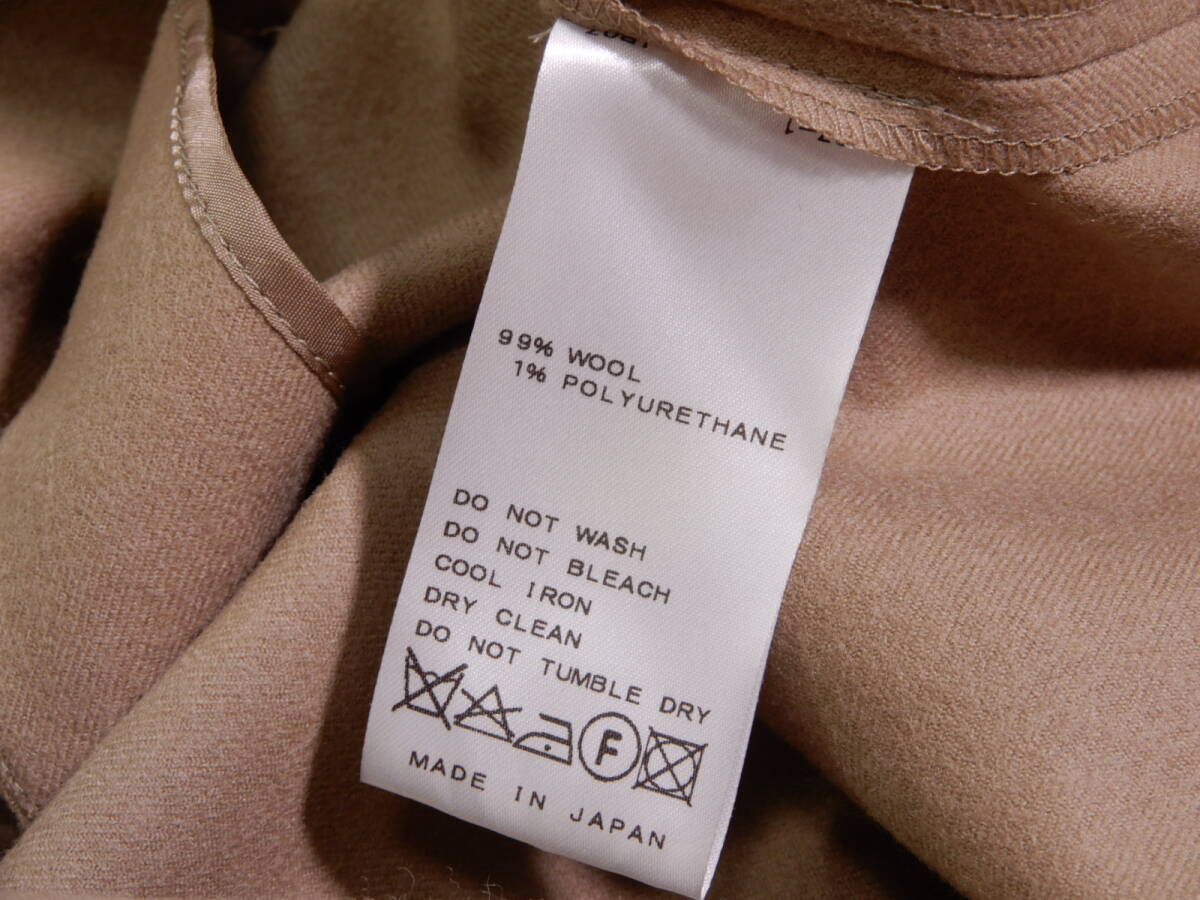 99% WOOL
1% POLYURETHANE
DO NOT WASH
DO NOT BLEACH
COOL IRON
DRY CLEAN
DO NOT TUMBLE DRY
F
MADE IN JAPAN